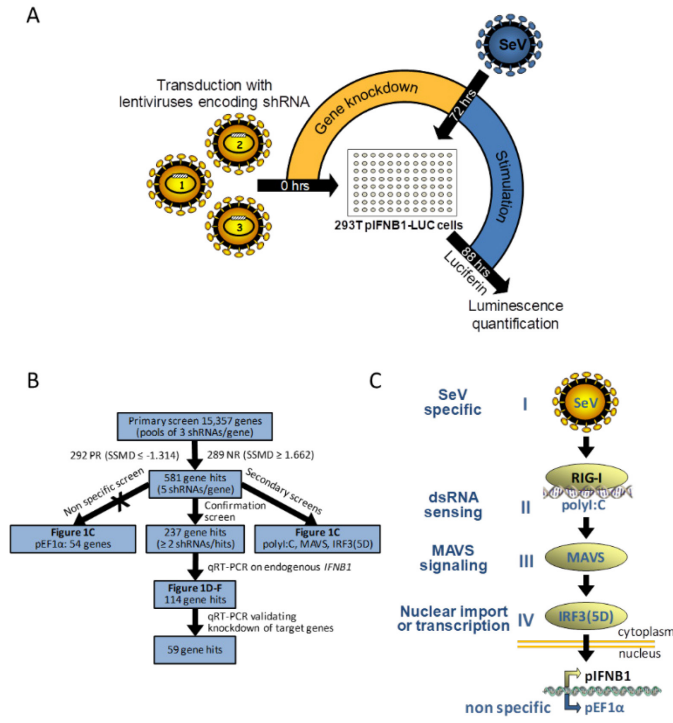 A
SeV
Transduction with
lentiviruses encoding shRNA
Gene knockdown
72 hrs
2
1
3
0 hrs
Stimulation
293T pIFNB1-LUC cells
88 hrs
Luciferin
Luminescence
quantification
B
Primary screen 15,357 genes
(pools of 3 shRNAs/gene)
292 PR (SSMD ≤ -1.314)
289 NR (SSMD ≥ 1.662)
581 gene hits
(5 shRNAs/gene)
Non specific screen
Confirmation
screen
Secondary screens
Figure 1C
pEF1α: 54 genes
237 gene hits
(≥ 2 shRNAs/hits)
Figure 1C
polyI:C, MAVS, IRF3(5D)
qRT-PCR on endogenous IFNB1
Figure 1D-F
114 gene hits
qRT-PCR validating
knockdown of target genes
59 gene hits
C
SeV
specific
I
SeV
RIG-I
dsRNA
sensing
II
polyI:C
MAVS
signaling
III
MAVS
Nuclear import
or transcription
IV
IRF3(5D)
cytoplasm
nucleus
pIFNB1
non specific
pEF1α